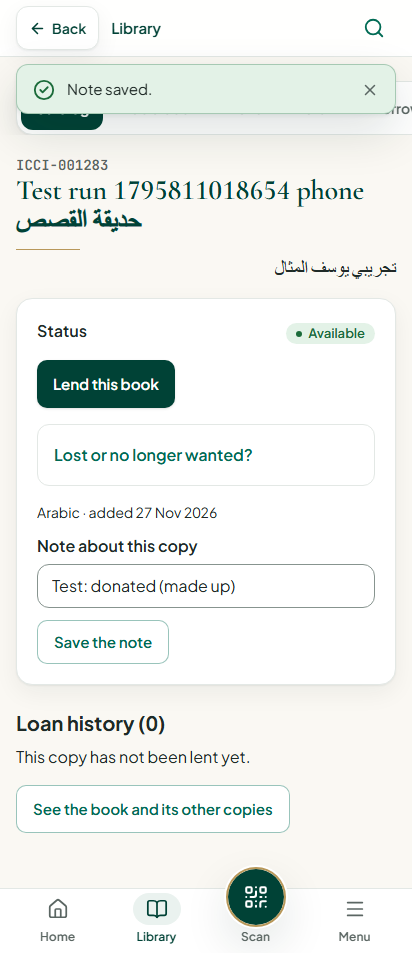 Back
Library
Note saved.
ICCI-001283
Test run 1795811018654 phone
حديقة القصص
تجريبي يوسف المثال
Status
Available
Lend this book
Lost or no longer wanted?
Arabic · added 27 Nov 2026
Note about this copy
Test: donated (made up)
Save the note
Loan history (0)
This copy has not been lent yet.
See the book and its other copies
Home
Library
Scan
Menu